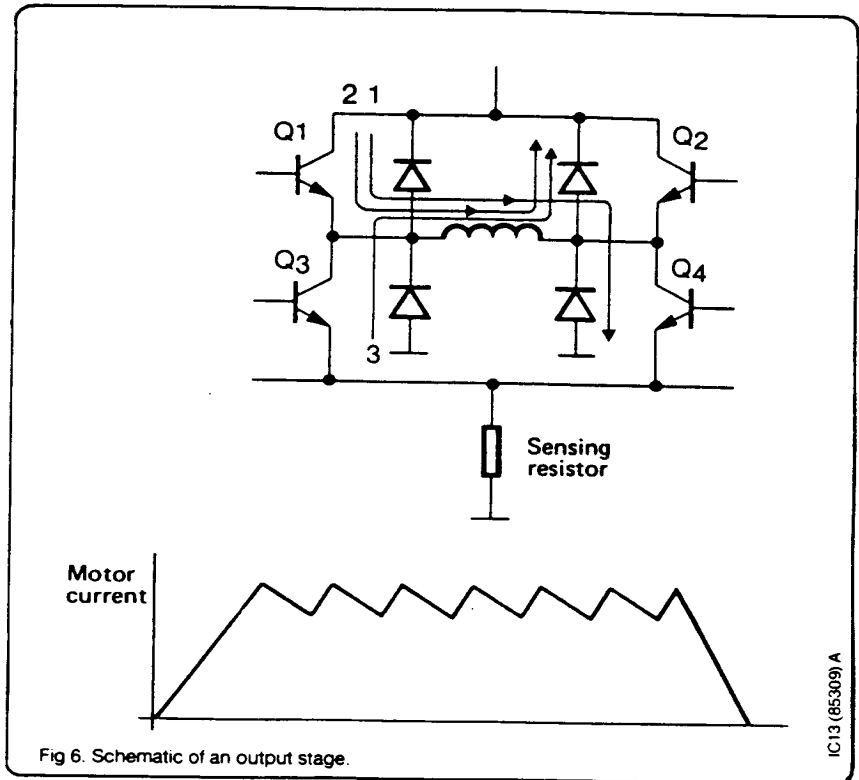 2 1
Q1
Q2
Q3
Q4
3
Sensing
resistor
Motor
current
IC13 (85309) A
Fig 6. Schematic of an output stage.